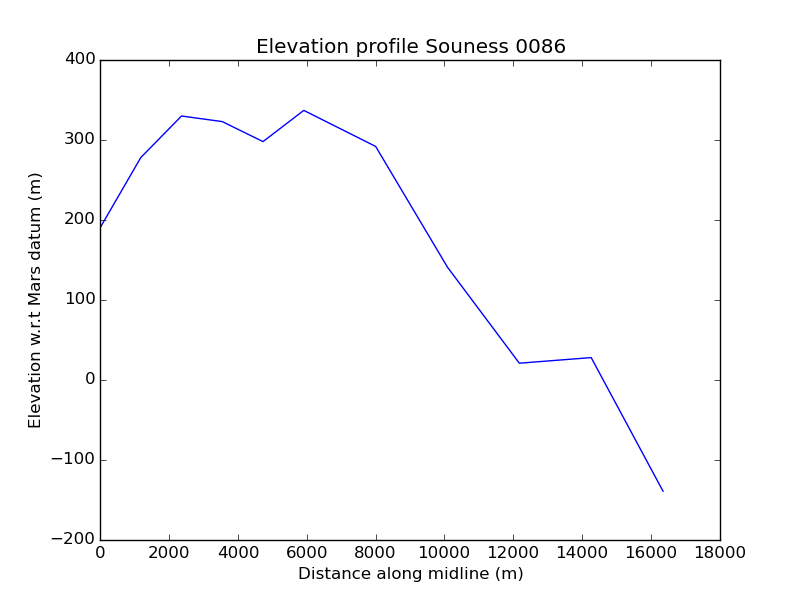 Elevation profile Souness 0086
400
300
200
100
0
−100
−200
Elevation w.r.t Mars datum (m)
0 2000 4000 6000 8000 10000 12000 14000 16000 18000
Distance along midline (m)